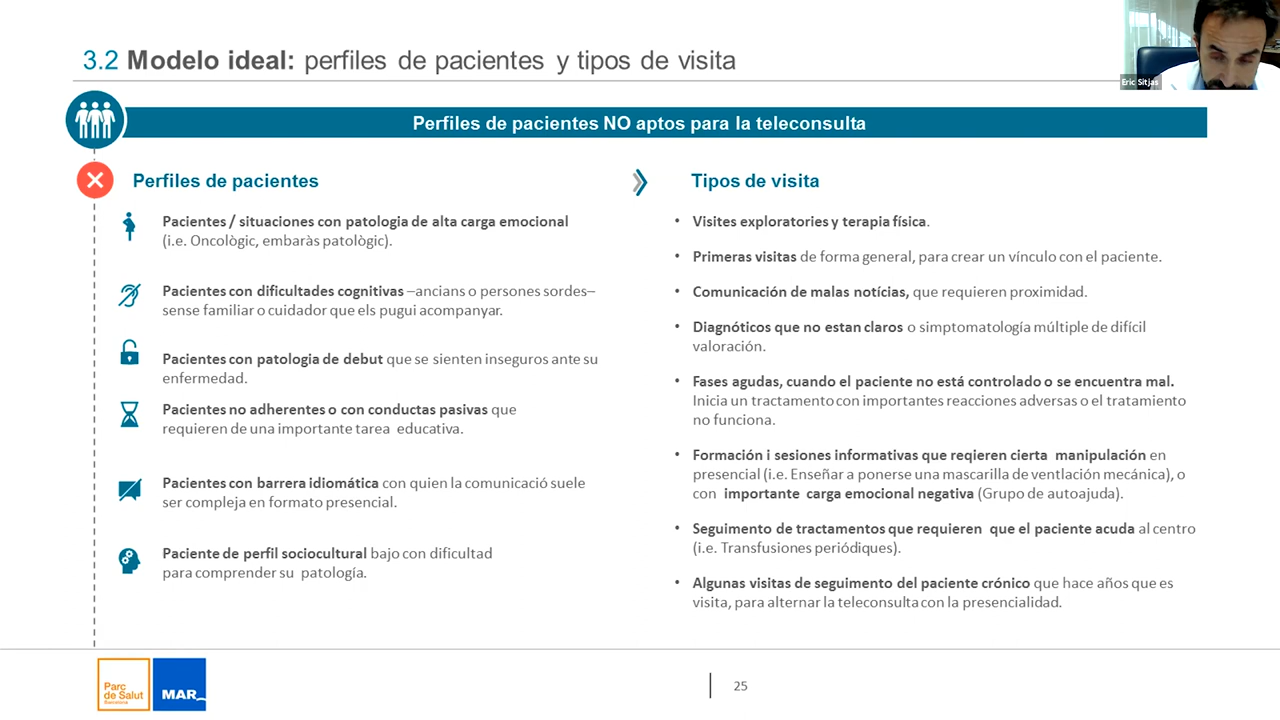 3.2 Modelo ideal: perfiles de pacientes y tipos de visita
Eric Sitjas
Perfiles de pacientes NO aptos para la teleconsulta
Perfiles de pacientes
Pacientes / situaciones con patologia de alta carga emocional
(i.e. Oncològic, embaràs patològic).
Pacientes con dificultades cognitivas –ancians o persones sordes–
sense familiar o cuidador que els pugui acompanyar.
Pacientes con patologia de debut que se sienten inseguros ante su
enfermedad.
Pacientes no adherentes o con conductas pasivas que
requieren de una importante tarea educativa.
Pacientes con barrera idiomática con quien la comunicació suele
ser compleja en formato presencial.
Paciente de perfil sociocultural bajo con dificultad
para comprender su patología.
Tipos de visita
• Visites exploratories y terapia física.
• Primeras visitas de forma general, para crear un vínculo con el paciente.
• Comunicación de malas notícias, que requieren proximidad.
• Diagnóticos que no estan claros o simptomatología múltiple de difícil
valoración.
• Fases agudas, cuando el paciente no está controlado o se encuentra mal.
Inicia un tractamento con importantes reacciones adversas o el tratamiento
no funciona.
• Formación i sesiones informativas que reqieren cierta manipulación en
presencial (i.e. Enseñar a ponerse una mascarilla de ventlación mecánica), o
con importante carga emocional negativa (Grupo de autoajuda).
• Seguimento de tractamentos que requieren que el paciente acuda al centro
(i.e. Transfusiones periódiques).
• Algunas visitas de seguimento del paciente crónico que hace años que es
visita, para alternar la teleconsulta con la presencialidad.
Parc
de Salut
Barcelona
MAR
25